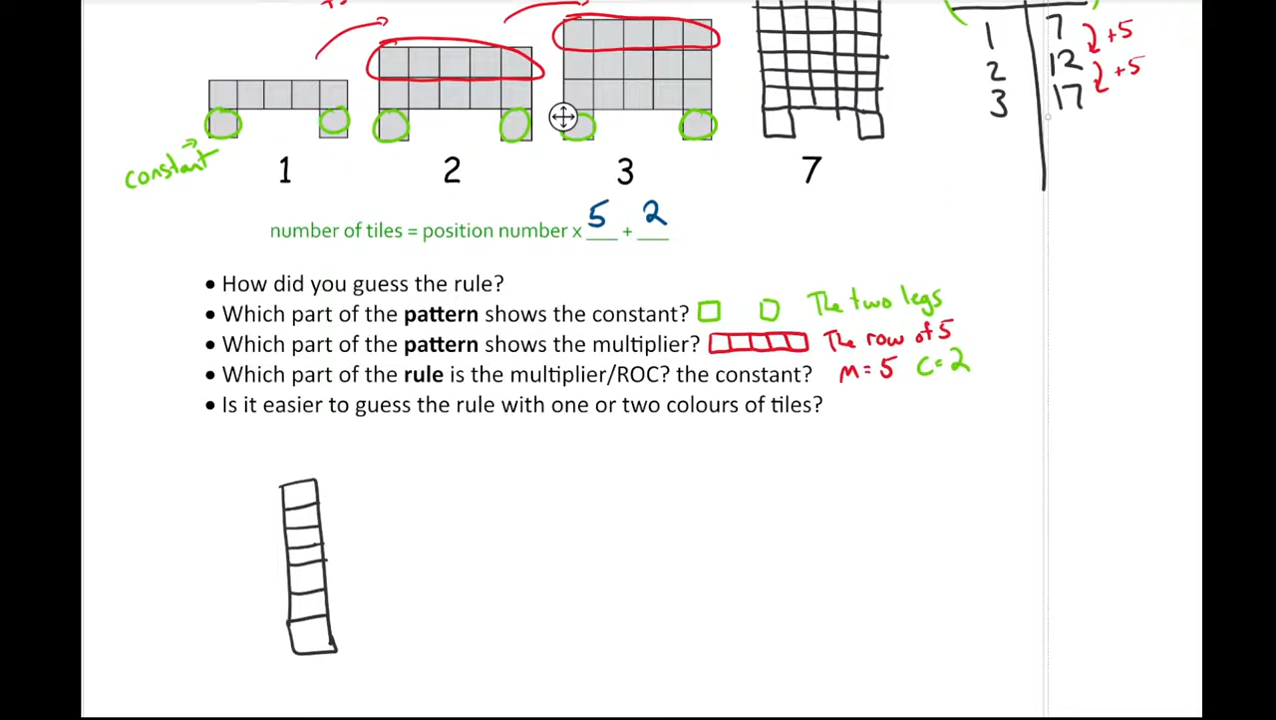 1 7 +5
2 12 +5
3 17
constant →
1 2 3 7
5 2
number of tiles = position number x __ + __
• How did you guess the rule?
• Which part of the pattern shows the constant? The two legs
• Which part of the pattern shows the multiplier? The row of 5
• Which part of the rule is the multiplier/ROC? the constant? M=5 C=2
• Is it easier to guess the rule with one or two colours of tiles?